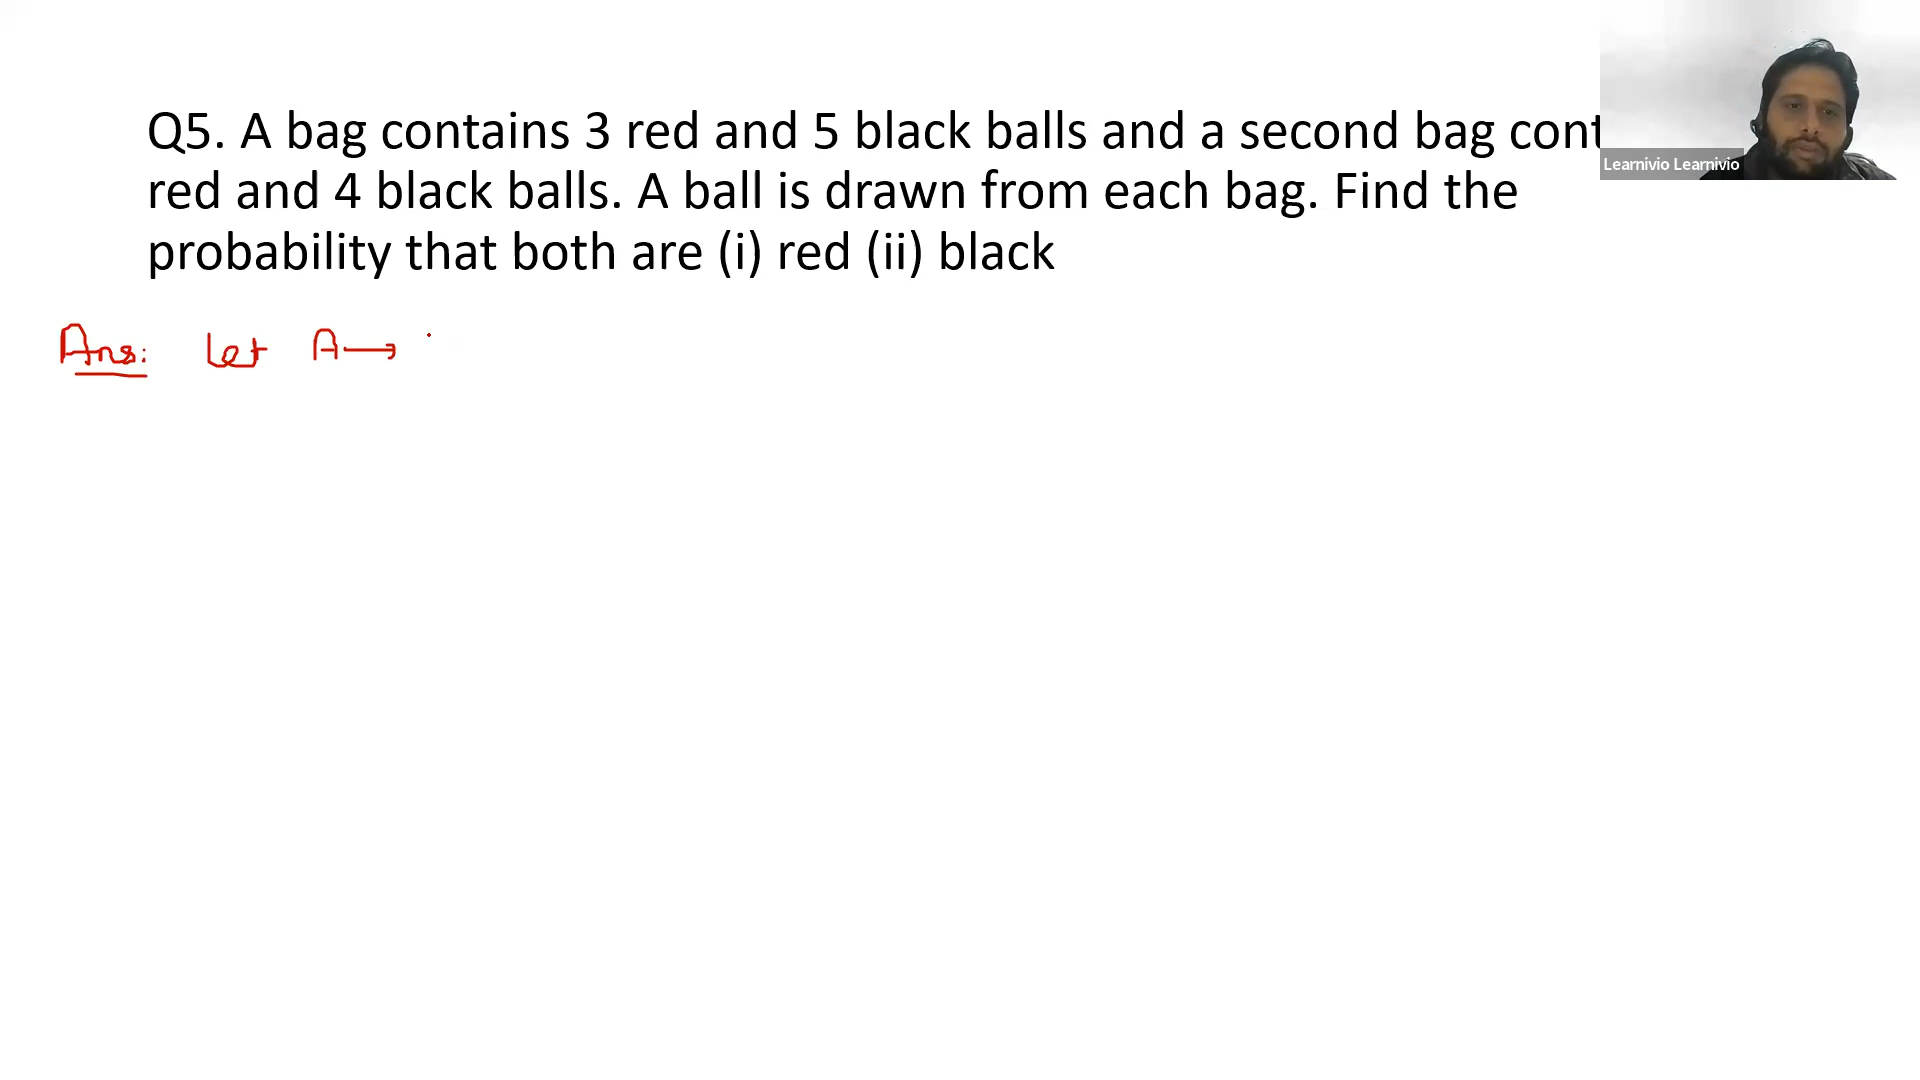 Q5. A bag contains 3 red and 5 black balls and a second bag
red and 4 black balls. A ball is drawn from each bag. Find the
probability that both are (i) red (ii) black
Ans: Let A→
Learnivio Learnivio